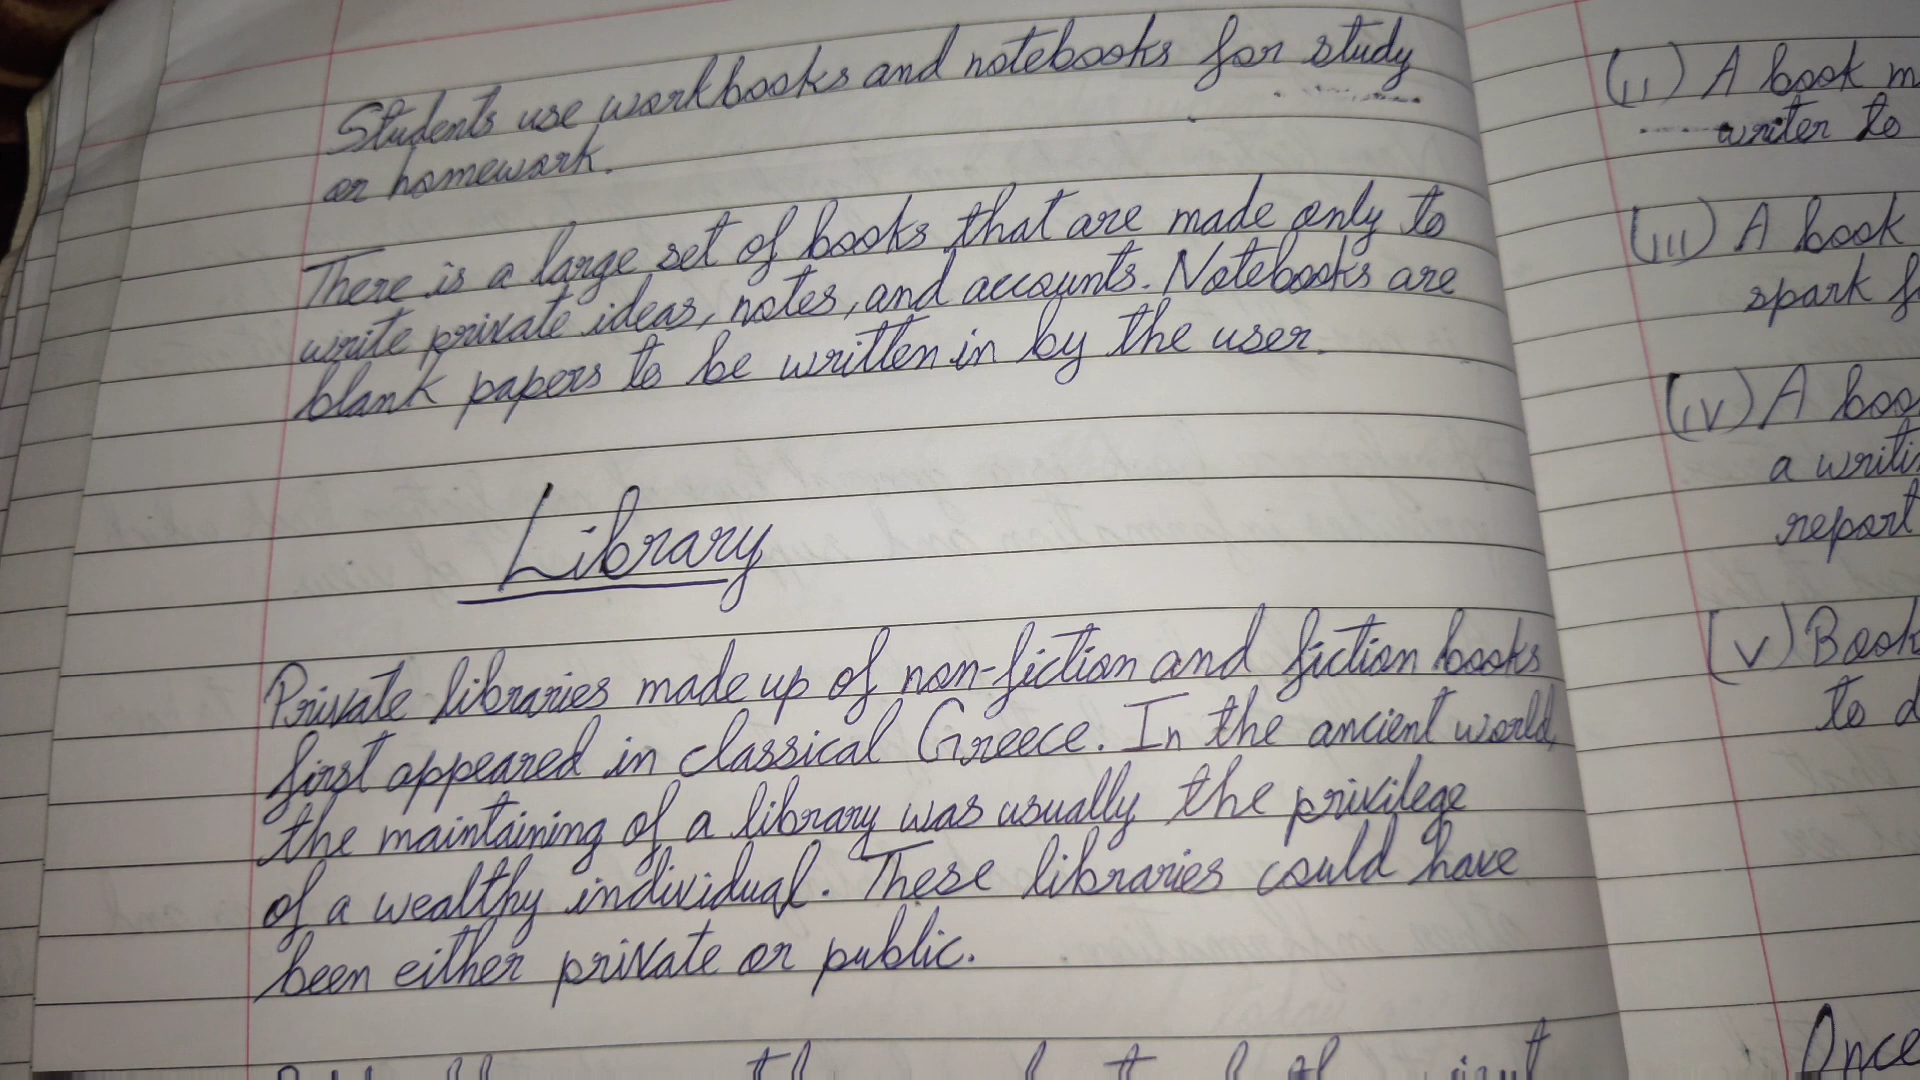 Students use workbooks and notebooks for study
or homework.
There is a large set of books that are made only to
write private ideas, notes, and accounts. Notebooks are
blank papers to be written in by the user.
Library
Private libraries made up of non-fiction and fiction books
first appeared in classical Greece. In the ancient world,
the maintaining of a library was usually the privilege
of a wealthy individual. These libraries could have
been either private or public.
(ii) A book
writer to
(iii) A book
spark
(iv) A
a
report
(v) Book
to
Once